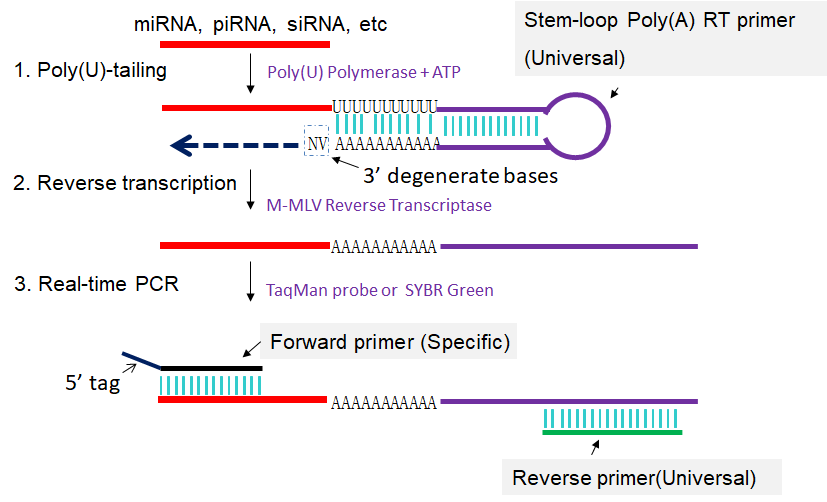 miRNA, piRNA, siRNA, etc
Stem-loop Poly(A) RT primer
(Universal)
1. Poly(U)-tailing
Poly(U) Polymerase + ATP
UUUUUUUUUUU
NV AAAAAAAAAAA
3’ degenerate bases
2. Reverse transcription
M-MLV Reverse Transcriptase
AAAAAAAAAAA
3. Real-time PCR
TaqMan probe or SYBR Green
Forward primer (Specific)
5’ tag
AAAAAAAAAAA
Reverse primer(Universal)